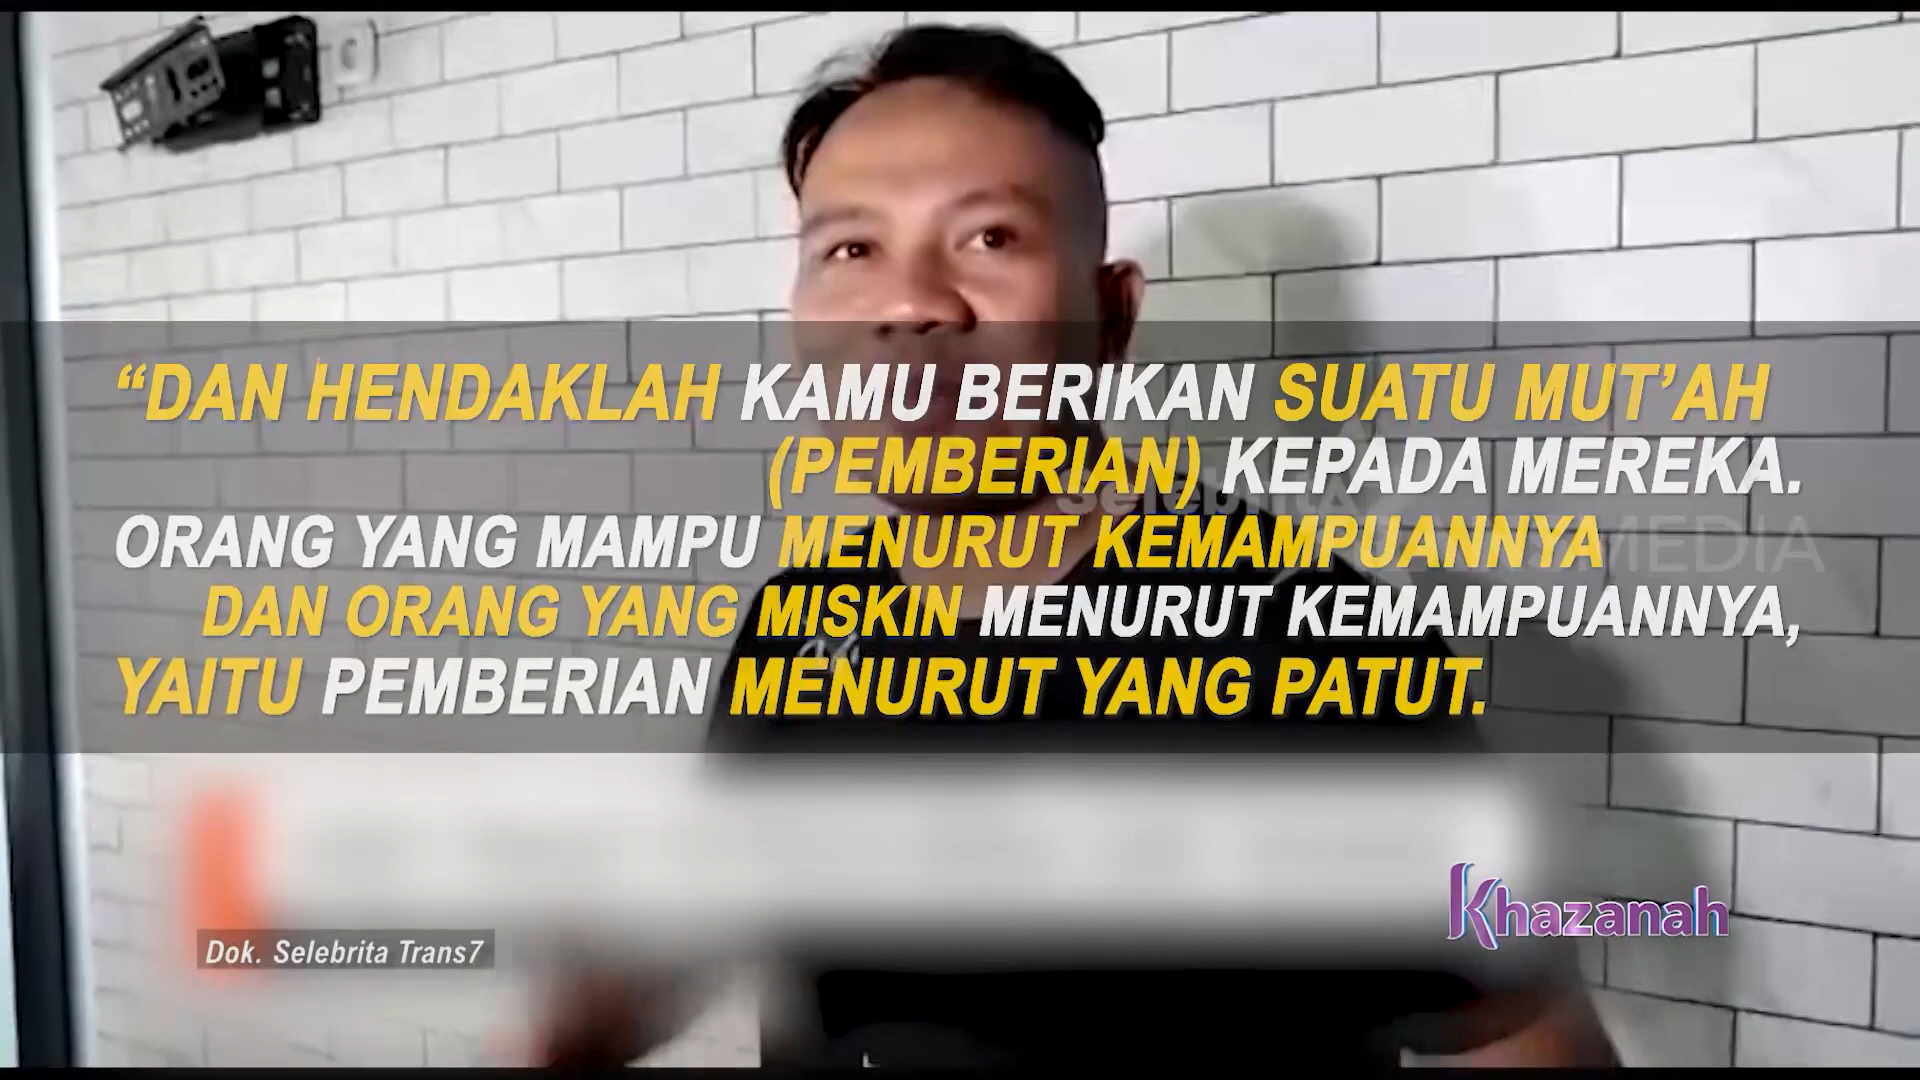 “DAN HENDAKLAH KAMU BERIKAN SUATU MUT’AH
(PEMBERIAN) KEPADA MEREKA.
ORANG YANG MAMPU MENURUT KEMAMPUANNYA
DAN ORANG YANG MISKIN MENURUT KEMAMPUANNYA,
YAITU PEMBERIAN MENURUT YANG PATUT.
Khazanah
Dok. Selebrita Trans7